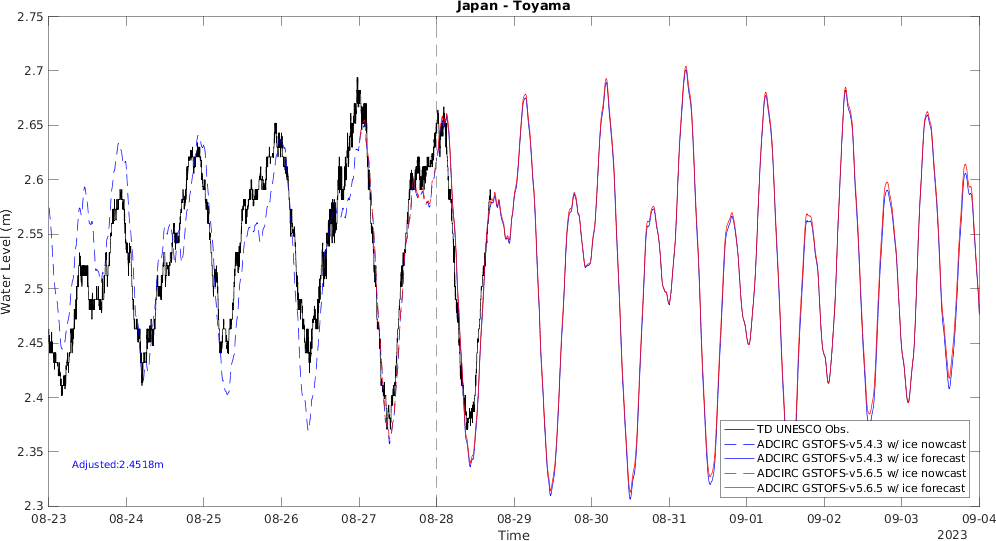 Japan - Toyama
Water Level (m)
2.75
2.7
2.65
2.6
2.55
2.5
2.45
2.4
2.35
2.3
Adjusted:2.4518m
TD UNESCO Obs.
ADCIRC GSTOFS-v5.4.3 w/ ice nowcast
ADCIRC GSTOFS-v5.4.3 w/ ice forecast
ADCIRC GSTOFS-v5.6.5 w/ ice nowcast
ADCIRC GSTOFS-v5.6.5 w/ ice forecast
08-23 08-24 08-25 08-26 08-27 08-28 08-29 08-30 08-31 09-01 09-02 09-03 09-04
Time
2023